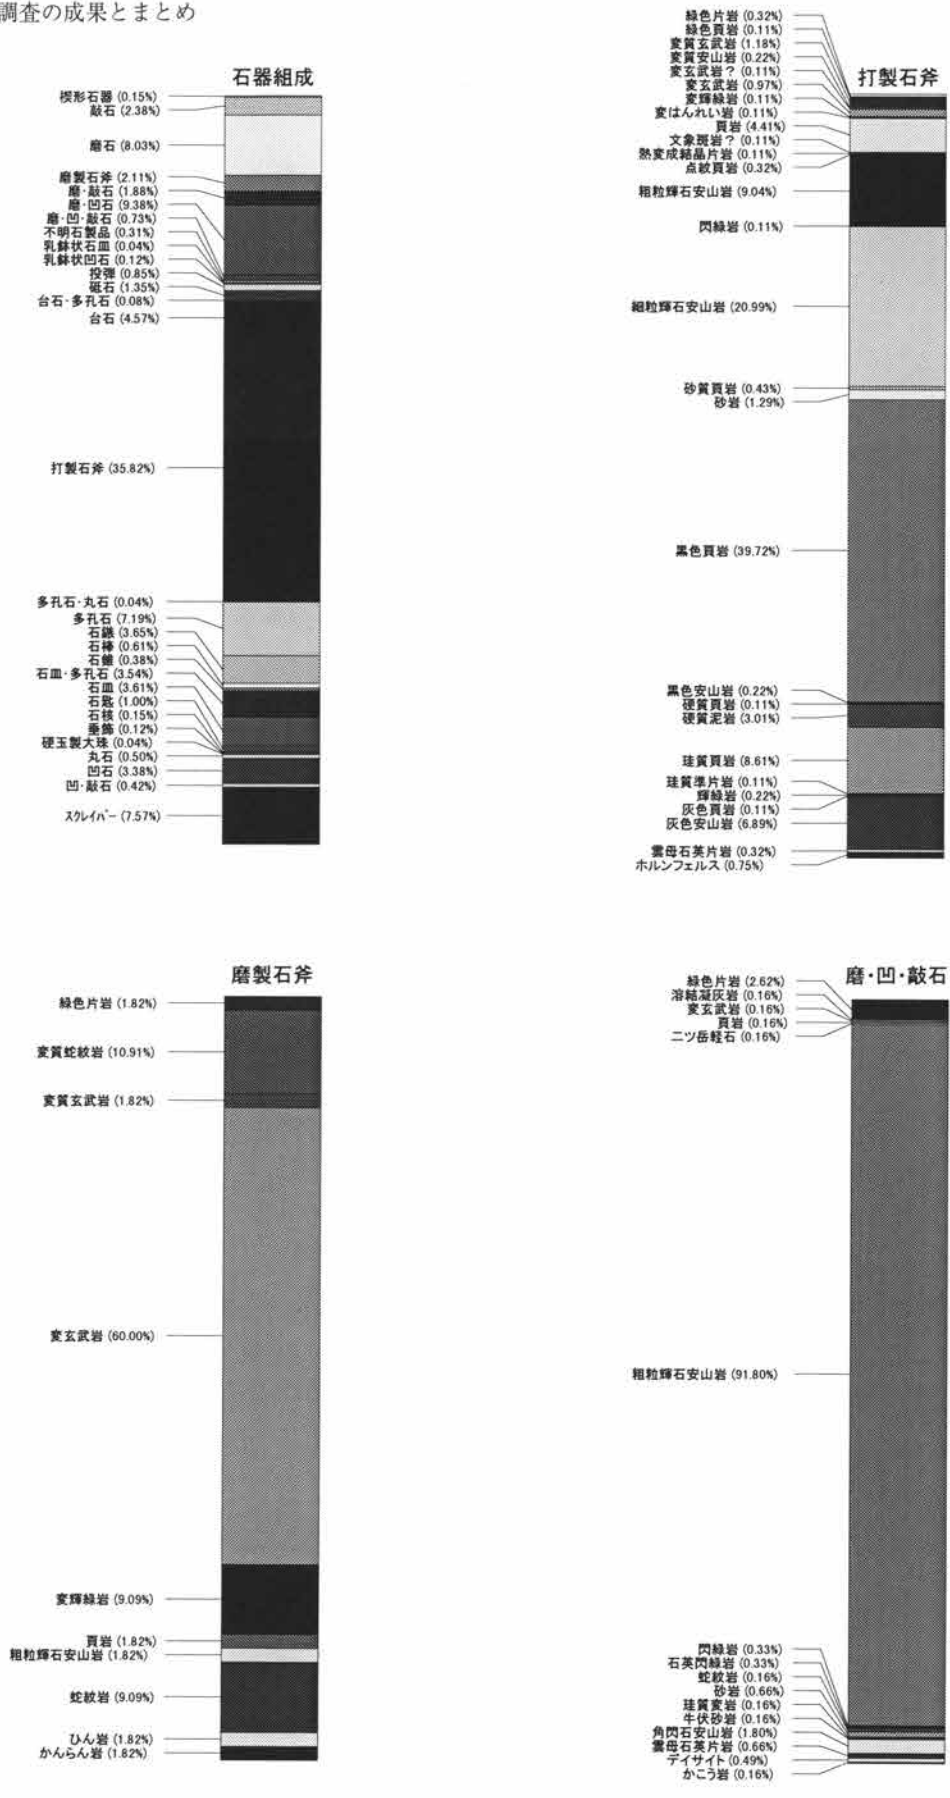 調査の成果とまとめ
石器組成
楔形石器 (0.15%)
敲石 (2.38%)
磨石 (8.03%)
磨製石斧 (2.11%)
磨・敲石 (1.88%)
磨・凹石 (9.38%)
磨・凹・敲石 (0.73%)
不明石製品 (0.31%)
乳鉢状石皿 (0.04%)
乳鉢状凹石 (0.12%)
投弾 (0.85%)
砥石 (1.35%)
台石・多孔石 (0.08%)
台石 (4.57%)
打製石斧 (35.82%)
多孔石・丸石 (0.04%)
多孔石 (7.19%)
石鏃 (3.65%)
石棒 (0.61%)
石錐 (0.38%)
石皿・多孔石 (3.54%)
石皿 (3.61%)
石匙 (1.00%)
石核 (0.15%)
垂飾 (0.12%)
硬玉製大珠 (0.04%)
丸石 (0.50%)
凹石 (3.38%)
凹・敲石 (0.42%)
スクレイパー (7.57%)
打製石斧
緑色片岩 (0.32%)
緑色頁岩 (0.11%)
変質玄武岩 (1.18%)
変質安山岩 (0.22%)
変玄武岩？ (0.11%)
変玄武岩 (0.97%)
変輝緑岩 (0.11%)
変はんれい岩 (0.11%)
頁岩 (4.41%)
文象斑岩？ (0.11%)
熱変成結晶片岩 (0.11%)
点紋頁岩 (0.32%)
粗粒輝石安山岩 (9.04%)
閃緑岩 (0.11%)
細粒輝石安山岩 (20.99%)
砂質頁岩 (0.43%)
砂岩 (1.29%)
黒色頁岩 (39.72%)
黒色安山岩 (0.22%)
硬質頁岩 (0.11%)
硬質泥岩 (3.01%)
珪質頁岩 (8.61%)
珪質準片岩 (0.11%)
輝緑岩 (0.22%)
灰色頁岩 (0.11%)
灰色安山岩 (6.89%)
雲母石英片岩 (0.32%)
ホルンフェルス (0.75%)
磨製石斧
緑色片岩 (1.82%)
変質蛇紋岩 (10.91%)
変質玄武岩 (1.82%)
変玄武岩 (60.00%)
変輝緑岩 (9.09%)
頁岩 (1.82%)
粗粒輝石安山岩 (1.82%)
蛇紋岩 (9.09%)
ひん岩 (1.82%)
かんらん岩 (1.82%)
磨・凹・敲石
緑色片岩 (2.62%)
溶結凝灰岩 (0.16%)
変玄武岩 (0.16%)
頁岩 (0.16%)
二ツ岳軽石 (0.16%)
粗粒輝石安山岩 (91.80%)
閃緑岩 (0.33%)
石英閃緑岩 (0.33%)
蛇紋岩 (0.16%)
砂岩 (0.66%)
珪質変岩 (0.16%)
牛伏砂岩 (0.16%)
角閃石安山岩 (1.80%)
雲母石英片岩 (0.66%)
デイサイト (0.49%)
かこう岩 (0.16%)